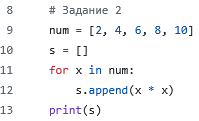 8 # Задание 2
9 num = [2, 4, 6, 8, 10]
10 s = []
11 for x in num:
12     s.append(x * x)
13 print(s)